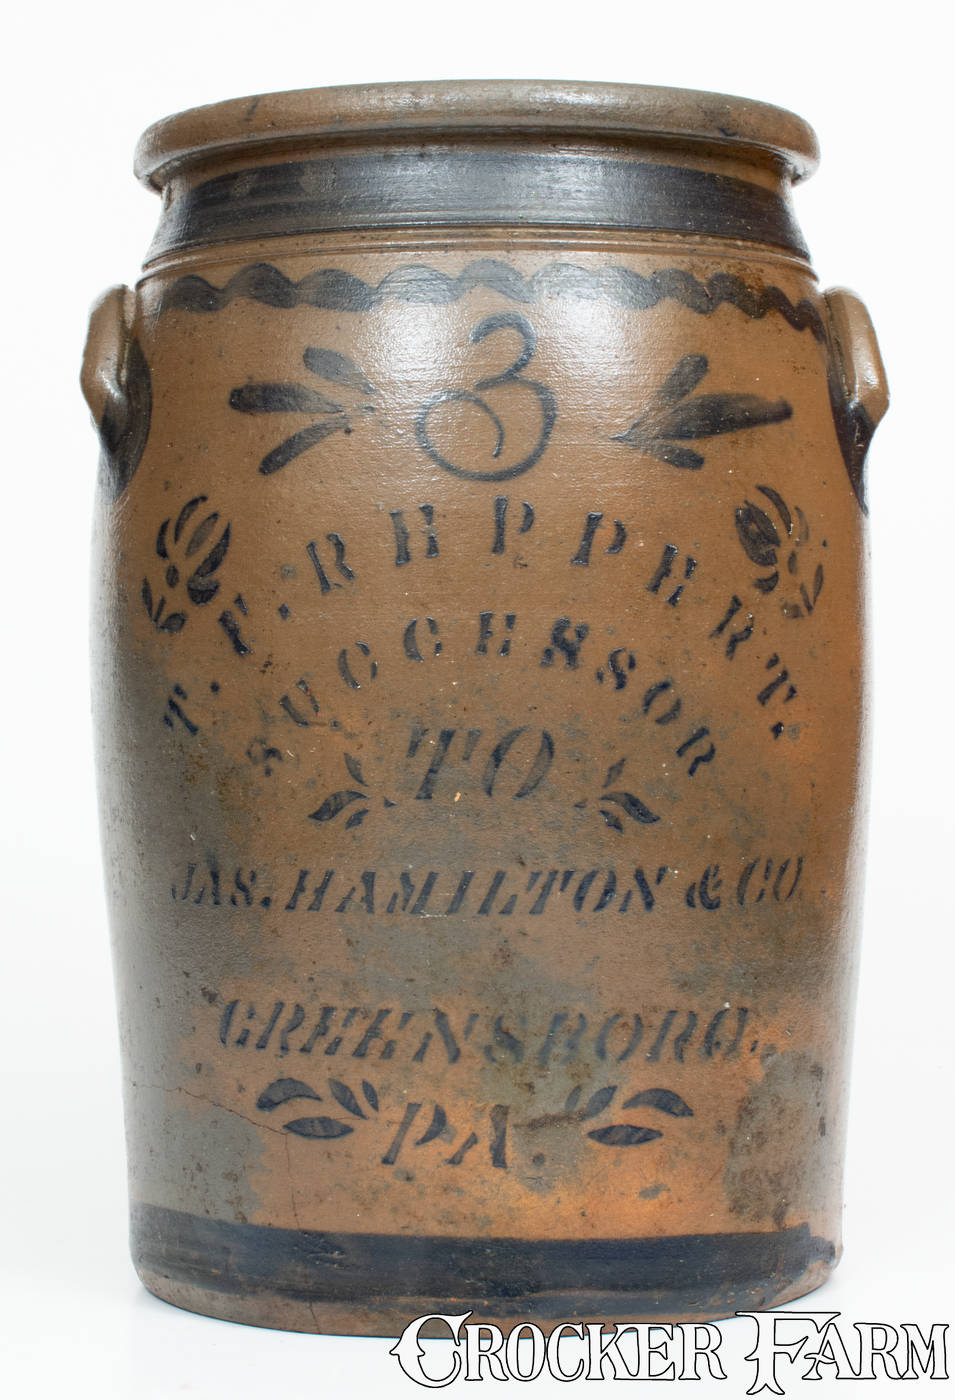 3
T. F. REPPERT.
SUCCESSOR
TO
JAS. HAMILTON & CO.
GREENSBORO.
PA
CROCKER FARM